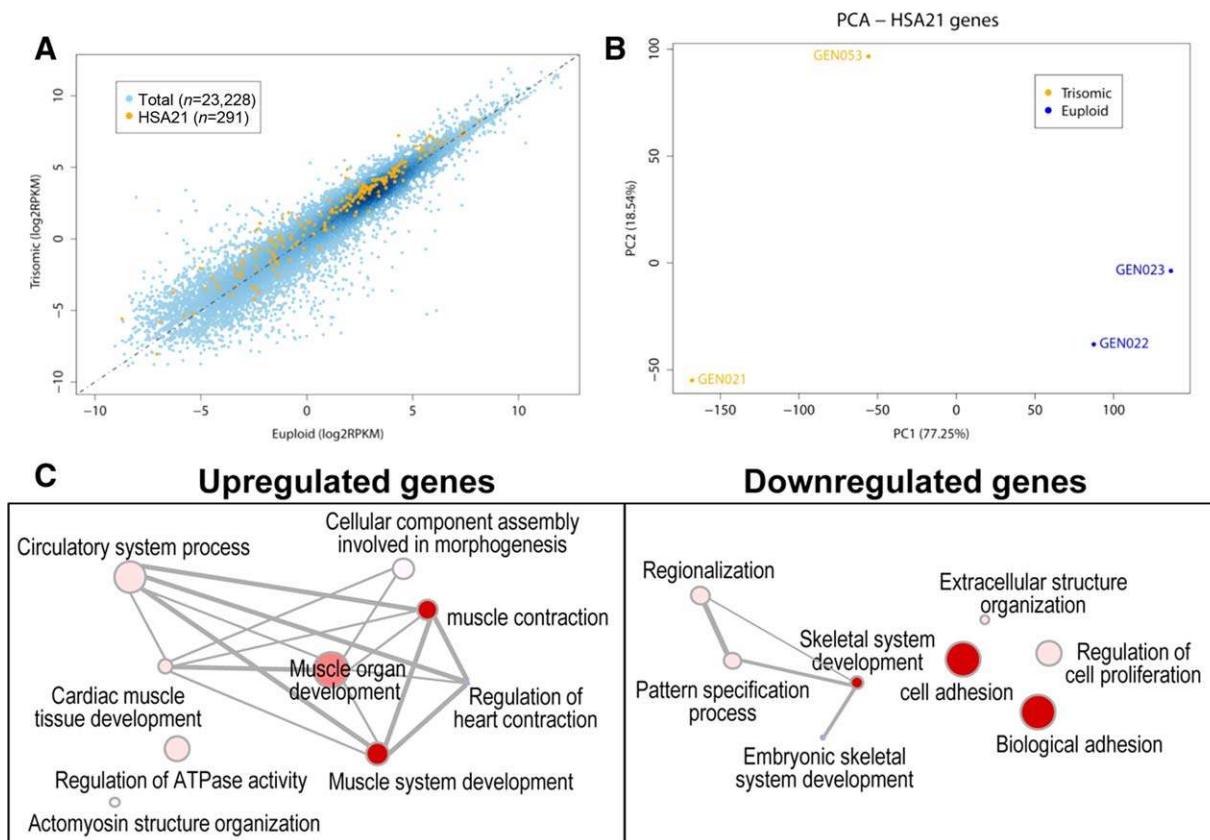 A
Total (n=23,228)
HSA21 (n=291)
Trisomic (log2RPKM)
10
5
0
−5
−10
−10
−5
0
5
10
Euploid (log2RPKM)
B
PCA – HSA21 genes
GEN053
Trisomic
Euploid
GEN023
GEN022
GEN021
PC2 (18.54%)
100
50
0
−50
−150
−100
−50
0
50
100
PC1 (77.25%)
C
Upregulated genes
Circulatory system process
Cellular component assembly
involved in morphogenesis
muscle contraction
Muscle organ
development
Cardiac muscle
tissue development
Regulation of
heart contraction
Regulation of ATPase activity
Muscle system development
Actomyosin structure organization
Downregulated genes
Regionalization
Extracellular structure
organization
Skeletal system
development
cell adhesion
Regulation of
cell proliferation
Pattern specification
process
Biological adhesion
Embryonic skeletal
system development